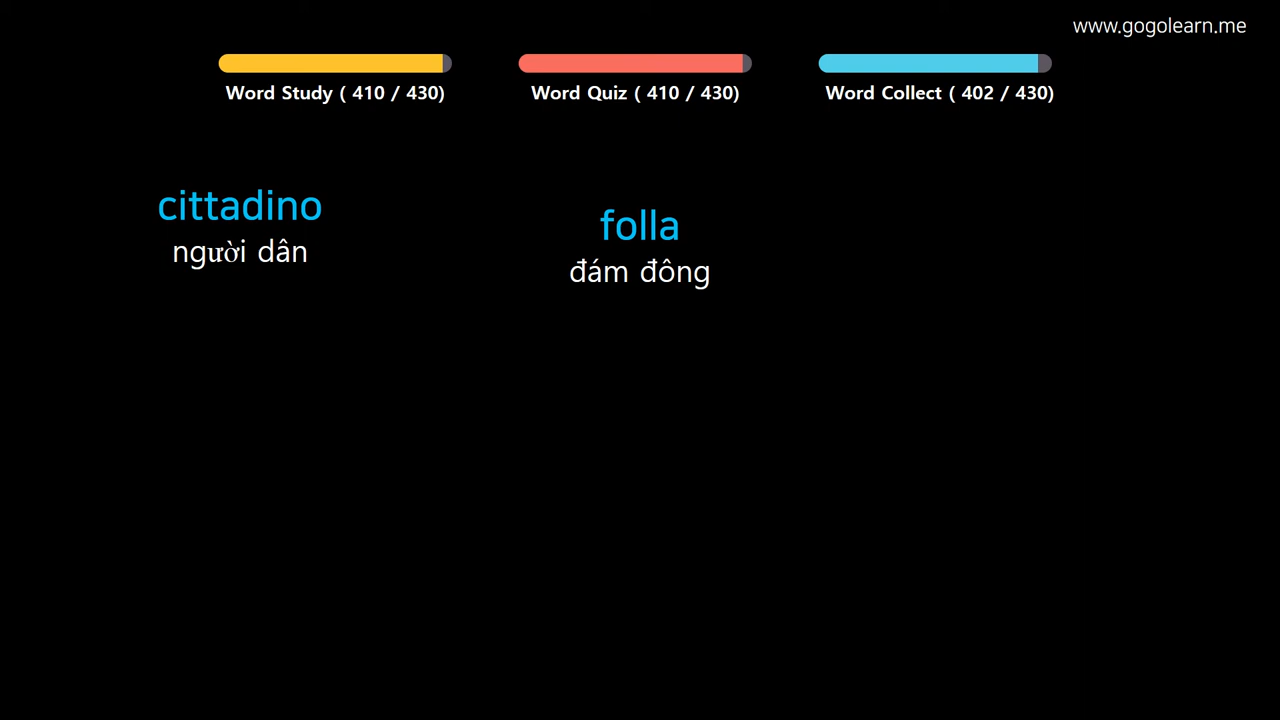 www.gogolearn.me
Word Study ( 410 / 430)
Word Quiz ( 410 / 430)
Word Collect ( 402 / 430)
cittadino
người dân
folla
đám đông